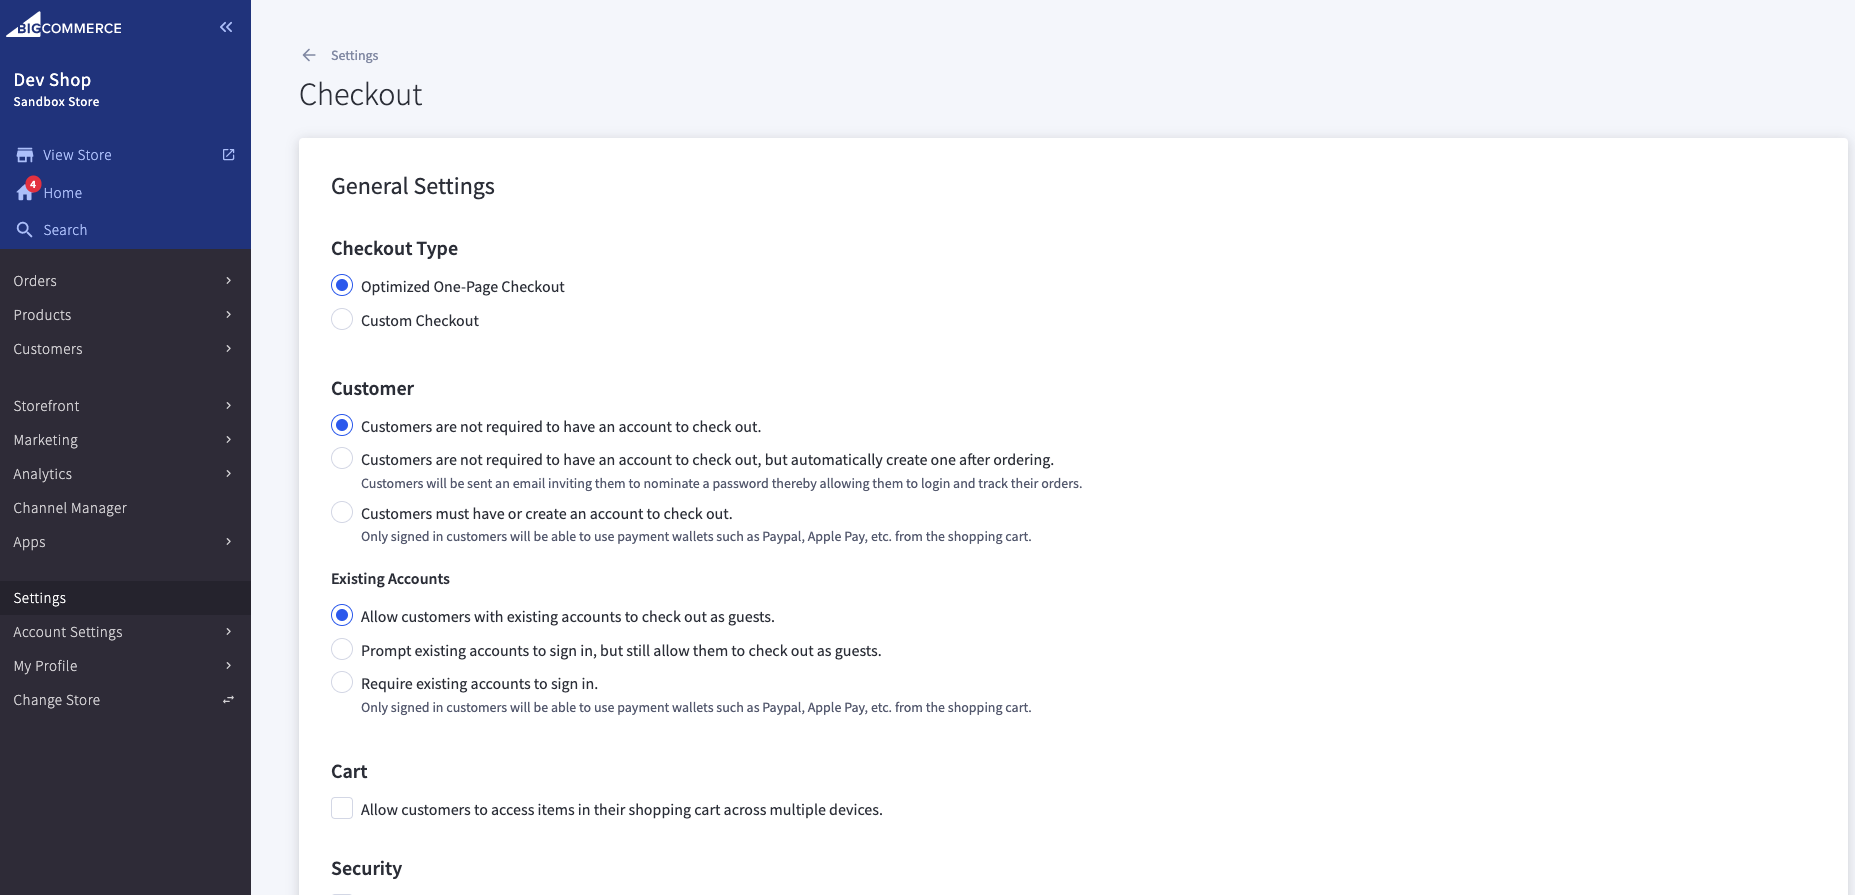 BIGCOMMERCE
Dev Shop
Sandbox Store
View Store
4
Home
Search
Orders
Products
Customers
Storefront
Marketing
Analytics
Channel Manager
Apps
Settings
Account Settings
My Profile
Change Store
Settings
Checkout
General Settings
Checkout Type
Optimized One-Page Checkout
Custom Checkout
Customer
Customers are not required to have an account to check out.
Customers are not required to have an account to check out, but automatically create one after ordering.
Customers will be sent an email inviting them to nominate a password thereby allowing them to login and track their orders.
Customers must have or create an account to check out.
Only signed in customers will be able to use payment wallets such as Paypal, Apple Pay, etc. from the shopping cart.
Existing Accounts
Allow customers with existing accounts to check out as guests.
Prompt existing accounts to sign in, but still allow them to check out as guests.
Require existing accounts to sign in.
Only signed in customers will be able to use payment wallets such as Paypal, Apple Pay, etc. from the shopping cart.
Cart
Allow customers to access items in their shopping cart across multiple devices.
Security